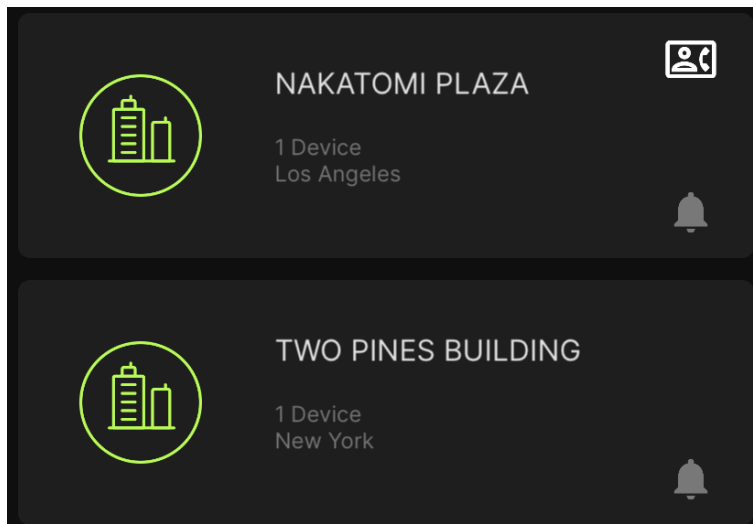 NAKATOMI PLAZA
1 Device
Los Angeles
TWO PINES BUILDING
1 Device
New York